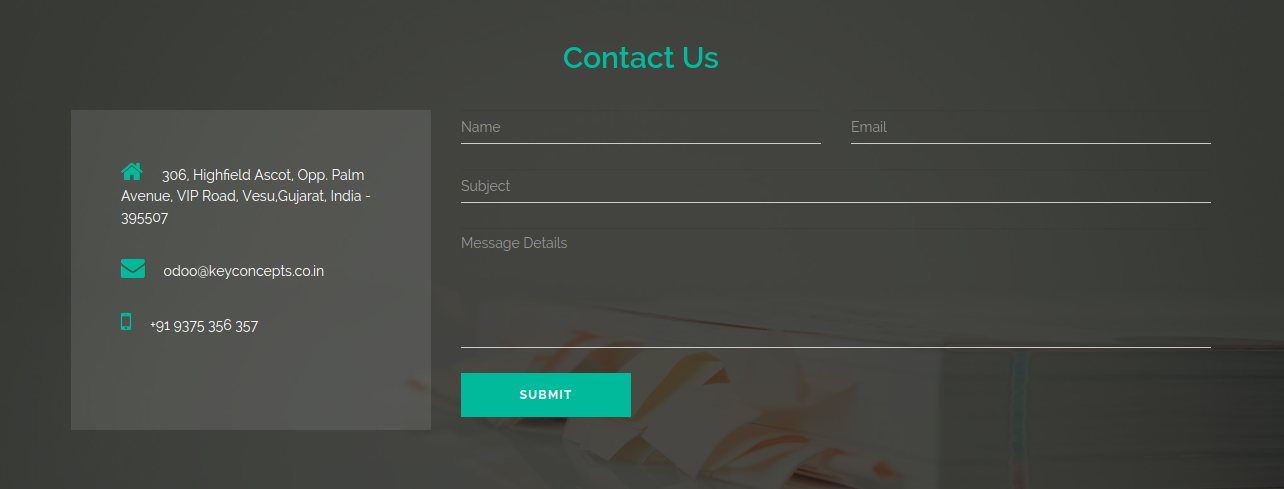 Contact Us
306, Highfield Ascot, Opp. Palm
Avenue, VIP Road, Vesu,Gujarat, India -
395507
odoo@keyconcepts.co.in
+91 9375 356 357
Name
Email
Subject
Message Details
SUBMIT